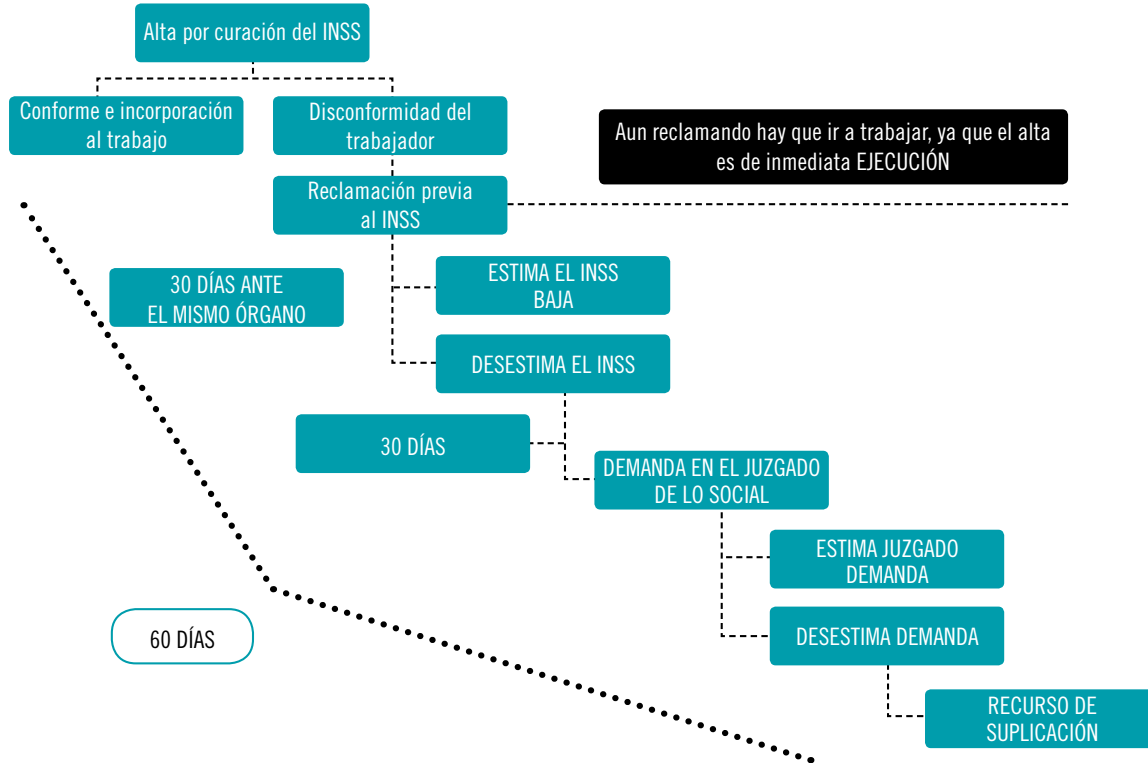 Alta por curación del INSS
Conforme e incorporación
al trabajo
Disconformidad del
trabajador
Aun reclamando hay que ir a trabajar, ya que el alta
es de inmediata EJECUCIÓN
Reclamación previa
al INSS
30 DÍAS ANTE
EL MISMO ÓRGANO
ESTIMA EL INSS
BAJA
DESESTIMA EL INSS
30 DÍAS
DEMANDA EN EL JUZGADO
DE LO SOCIAL
ESTIMA JUZGADO
DEMANDA
60 DÍAS
DESESTIMA DEMANDA
RECURSO DE
SUPLICACIÓN